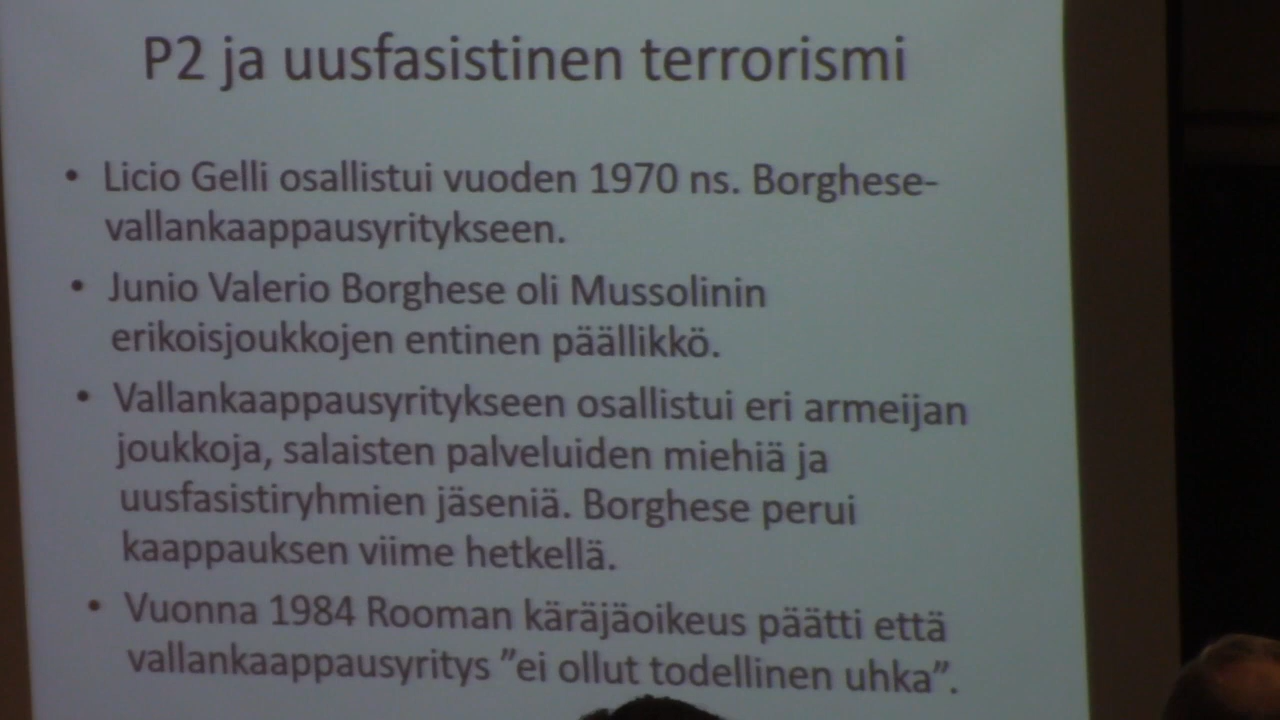 P2 ja uusfasistinen terrorismi
• Licio Gelli osallistui vuoden 1970 ns. Borghese-
vallankaappausyritykseen.
• Junio Valerio Borghese oli Mussolinin
erikoisjoukkojen entinen päällikkö.
• Vallankaappausyritykseen osallistui eri armeijan
joukkoja, salaisten palveluiden miehiä ja
uusfasistiryhmien jäseniä. Borghese perui
kaappauksen viime hetkellä.
• Vuonna 1984 Rooman käräjäoikeus päätti että
vallankaappausyritys ”ei ollut todellinen uhka”.